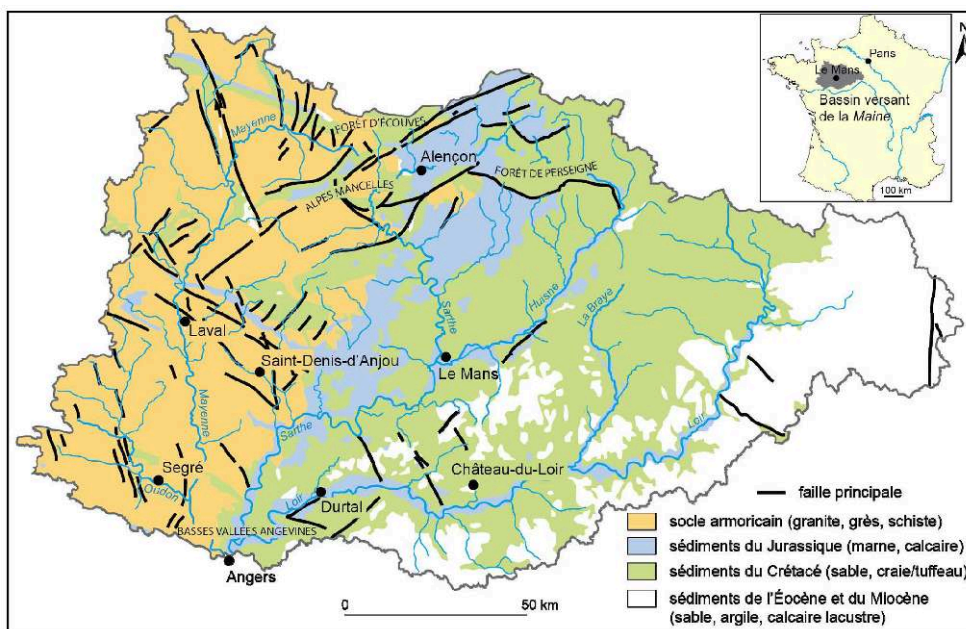 N
Paris
Le Mans
Bassin versant
de la Maine
100 km
Mayenne
FORÊT D'ÉCOUVES
Alençon
ALPES MANCELLES
FORÊT DE PERSEIGNE
Huisne
La Braye
Sarthe
Laval
Saint-Denis-d'Anjou
Le Mans
Mayenne
Sarthe
Loir
Segré
Oudon
Château-du-Loir
Loir
Durtal
BASSES VALLÉES ANGEVINES
Angers
0 50 km
faille principale
socle armoricain (granite, grès, schiste)
sédiments du Jurassique (marne, calcaire)
sédiments du Crétacé (sable, craie/tuffeau)
sédiments de l'Éocène et du Miocène
(sable, argile, calcaire lacustre)